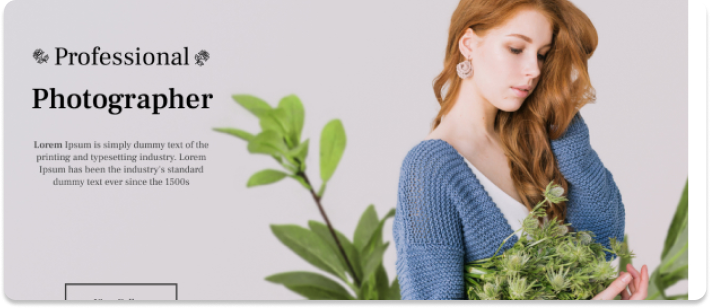 Professional
Photographer
Lorem Ipsum is simply dummy text of the
printing and typesetting industry. Lorem
Ipsum has been the industry's standard
dummy text ever since the 1500s